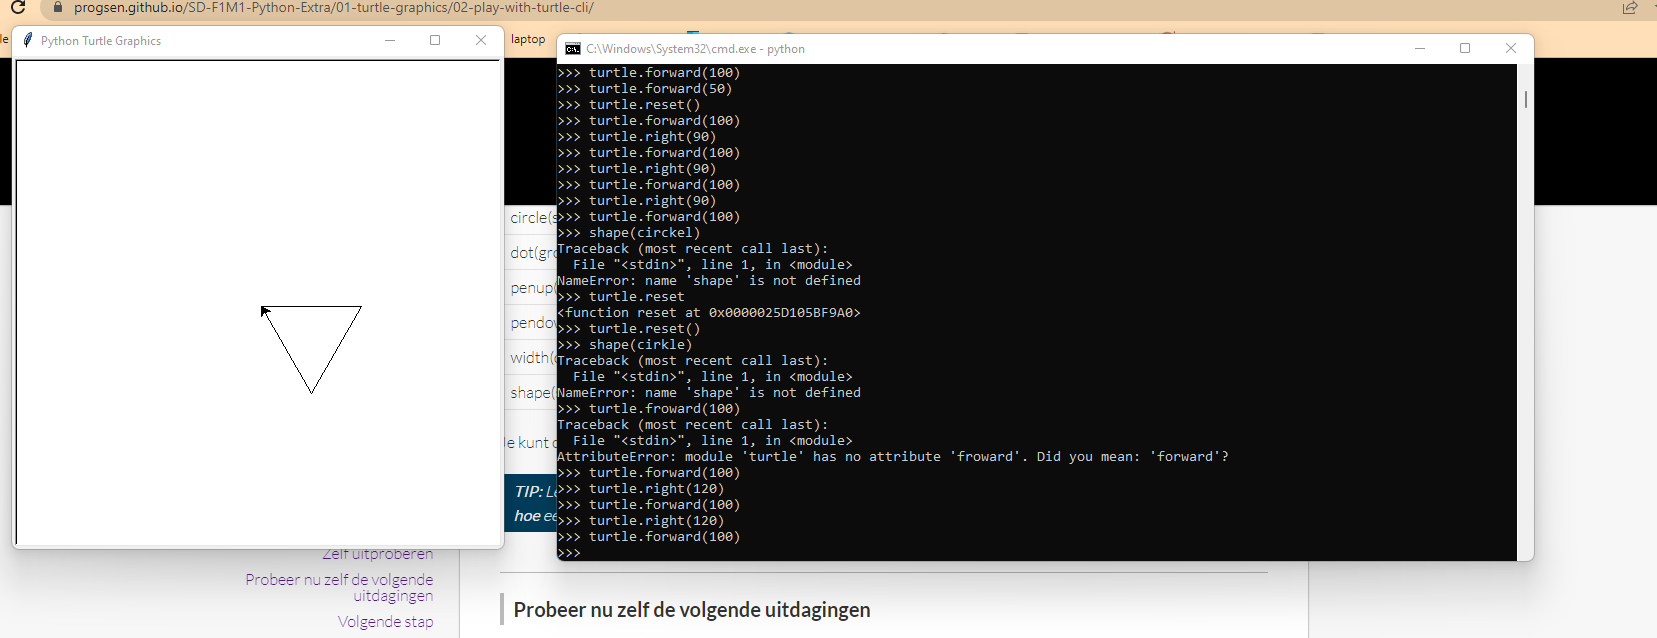 progsen.github.io/SD-F1M1-Python-Extra/01-turtle-graphics/02-play-with-turtle-cli/
le
Python Turtle Graphics
laptop
C:\Windows\System32\cmd.exe - python
>>> turtle.forward(100)
>>> turtle.forward(50)
>>> turtle.reset()
>>> turtle.forward(100)
>>> turtle.right(90)
>>> turtle.forward(100)
>>> turtle.right(90)
>>> turtle.forward(100)
>>> turtle.right(90)
>>> turtle.forward(100)
>>> shape(circkel)
Traceback (most recent call last):
  File "<stdin>", line 1, in <module>
NameError: name 'shape' is not defined
>>> turtle.reset
<function reset at 0x0000025D105BF9A0>
>>> turtle.reset()
>>> shape(cirkle)
Traceback (most recent call last):
  File "<stdin>", line 1, in <module>
NameError: name 'shape' is not defined
>>> turtle.froward(100)
Traceback (most recent call last):
  File "<stdin>", line 1, in <module>
AttributeError: module 'turtle' has no attribute 'froward'. Did you mean: 'forward'?
>>> turtle.forward(100)
>>> turtle.right(120)
>>> turtle.forward(100)
>>> turtle.right(120)
>>> turtle.forward(100)
>>>
circle(s
dot(gro
penup(
pendo
width(
shape(
Je kunt
TIP: L
hoe ee
Zelf uitproberen
Probeer nu zelf de volgende
uitdagingen
Volgende stap
Probeer nu zelf de volgende uitdagingen